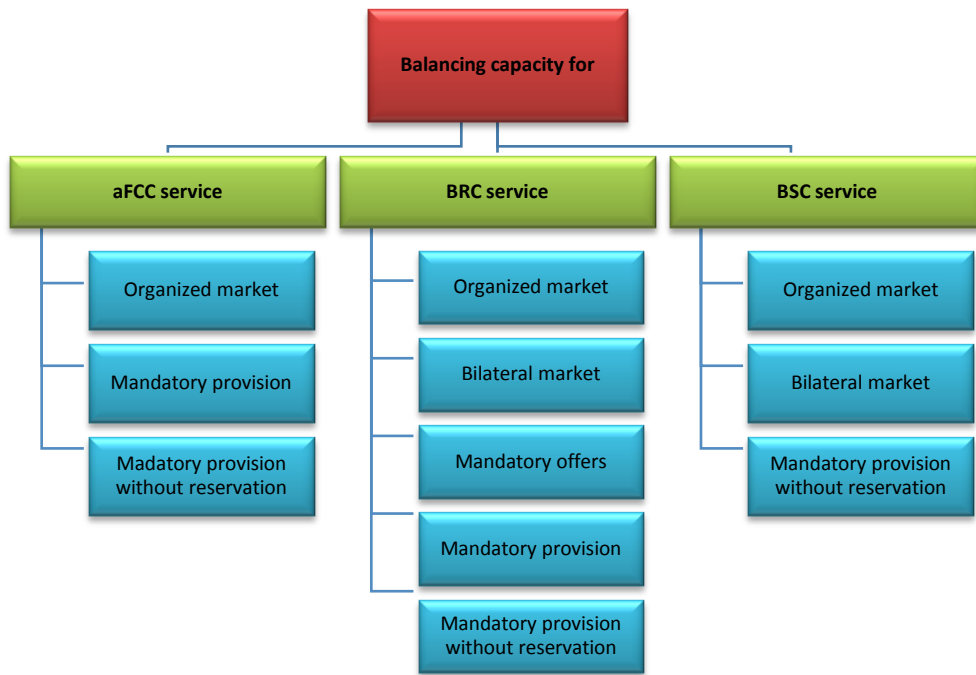 Balancing capacity for
aFCC service
Organized market
Mandatory provision
Madatory provision
without reservation
BRC service
Organized market
Bilateral market
Mandatory offers
Mandatory provision
Mandatory provision
without reservation
BSC service
Organized market
Bilateral market
Mandatory provision
without reservation